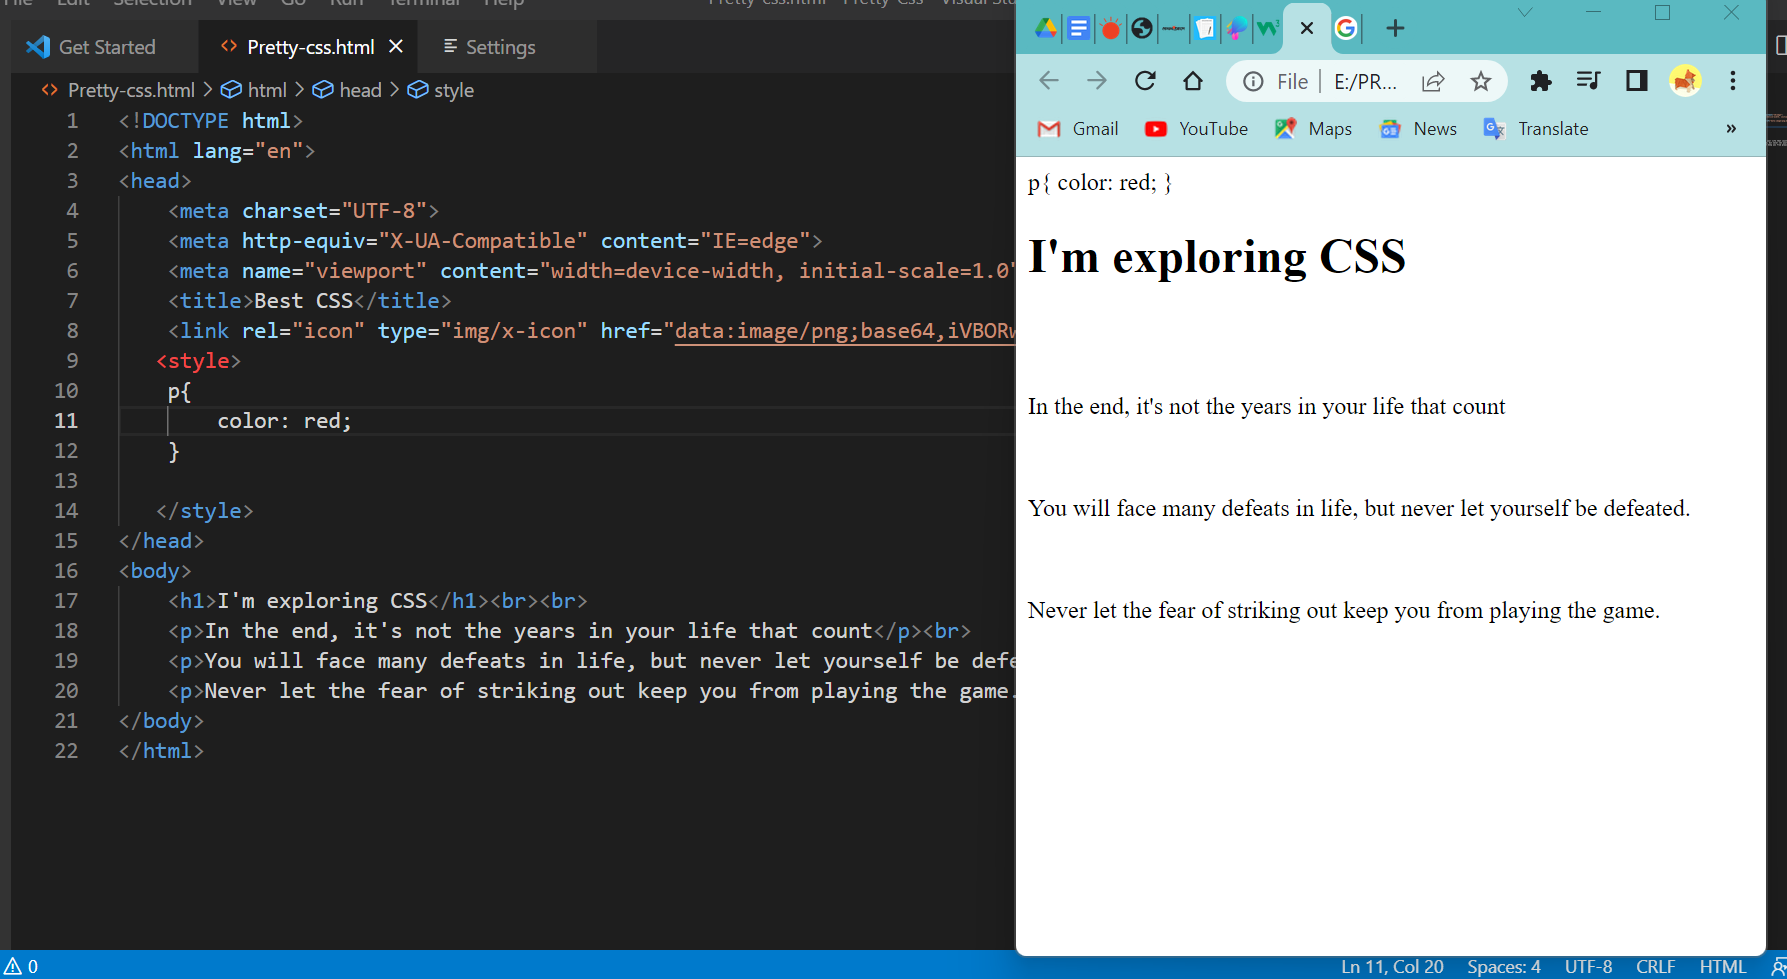 File Edit Selection View Go Run Terminal Help Pretty-css.html - Pretty-Css - Visual Stu
Get Started Pretty-css.html Settings
Pretty-css.html > html > head > style
1 <!DOCTYPE html>
2 <html lang="en">
3 <head>
4 <meta charset="UTF-8">
5 <meta http-equiv="X-UA-Compatible" content="IE=edge">
6 <meta name="viewport" content="width=device-width, initial-scale=1.0"
7 <title>Best CSS</title>
8 <link rel="icon" type="img/x-icon" href="data:image/png;base64,iVBORw
9 <style>
10 p{
11 color: red;
12 }
13
14 </style>
15 </head>
16 <body>
17 <h1>I'm exploring CSS</h1><br><br>
18 <p>In the end, it's not the years in your life that count</p><br>
19 <p>You will face many defeats in life, but never let yourself be defe
20 <p>Never let the fear of striking out keep you from playing the game.
21 </body>
22 </html>
File E:/PR...
Gmail YouTube Maps News Translate »
p{ color: red; }
I'm exploring CSS
In the end, it's not the years in your life that count
You will face many defeats in life, but never let yourself be defeated.
Never let the fear of striking out keep you from playing the game.
0 Ln 11, Col 20 Spaces: 4 UTF-8 CRLF HTML